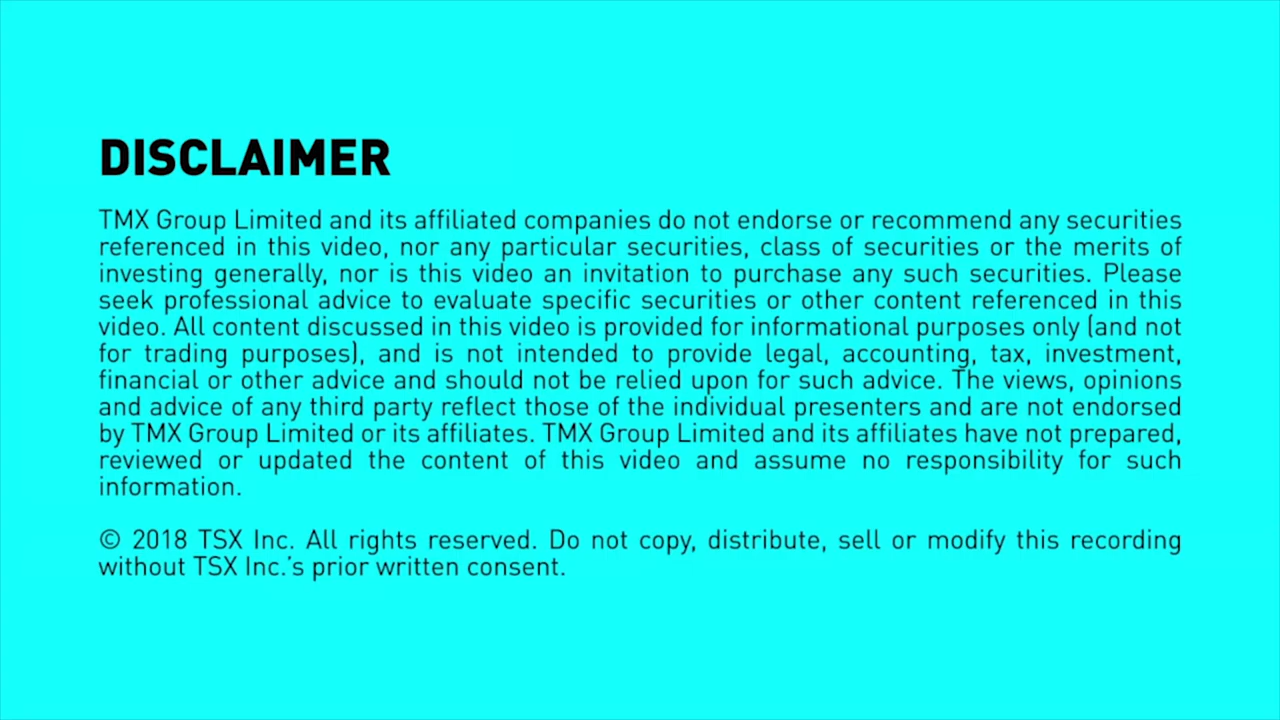 DISCLAIMER
TMX Group Limited and its affiliated companies do not endorse or recommend any securities
referenced in this video, nor any particular securities, class of securities or the merits of
investing generally, nor is this video an invitation to purchase any such securities. Please
seek professional advice to evaluate specific securities or other content referenced in this
video. All content discussed in this video is provided for informational purposes only (and not
for trading purposes), and is not intended to provide legal, accounting, tax, investment,
financial or other advice and should not be relied upon for such advice. The views, opinions
and advice of any third party reflect those of the individual presenters and are not endorsed
by TMX Group Limited or its affiliates. TMX Group Limited and its affiliates have not prepared,
reviewed or updated the content of this video and assume no responsibility for such
information.
© 2018 TSX Inc. All rights reserved. Do not copy, distribute, sell or modify this recording
without TSX Inc.’s prior written consent.